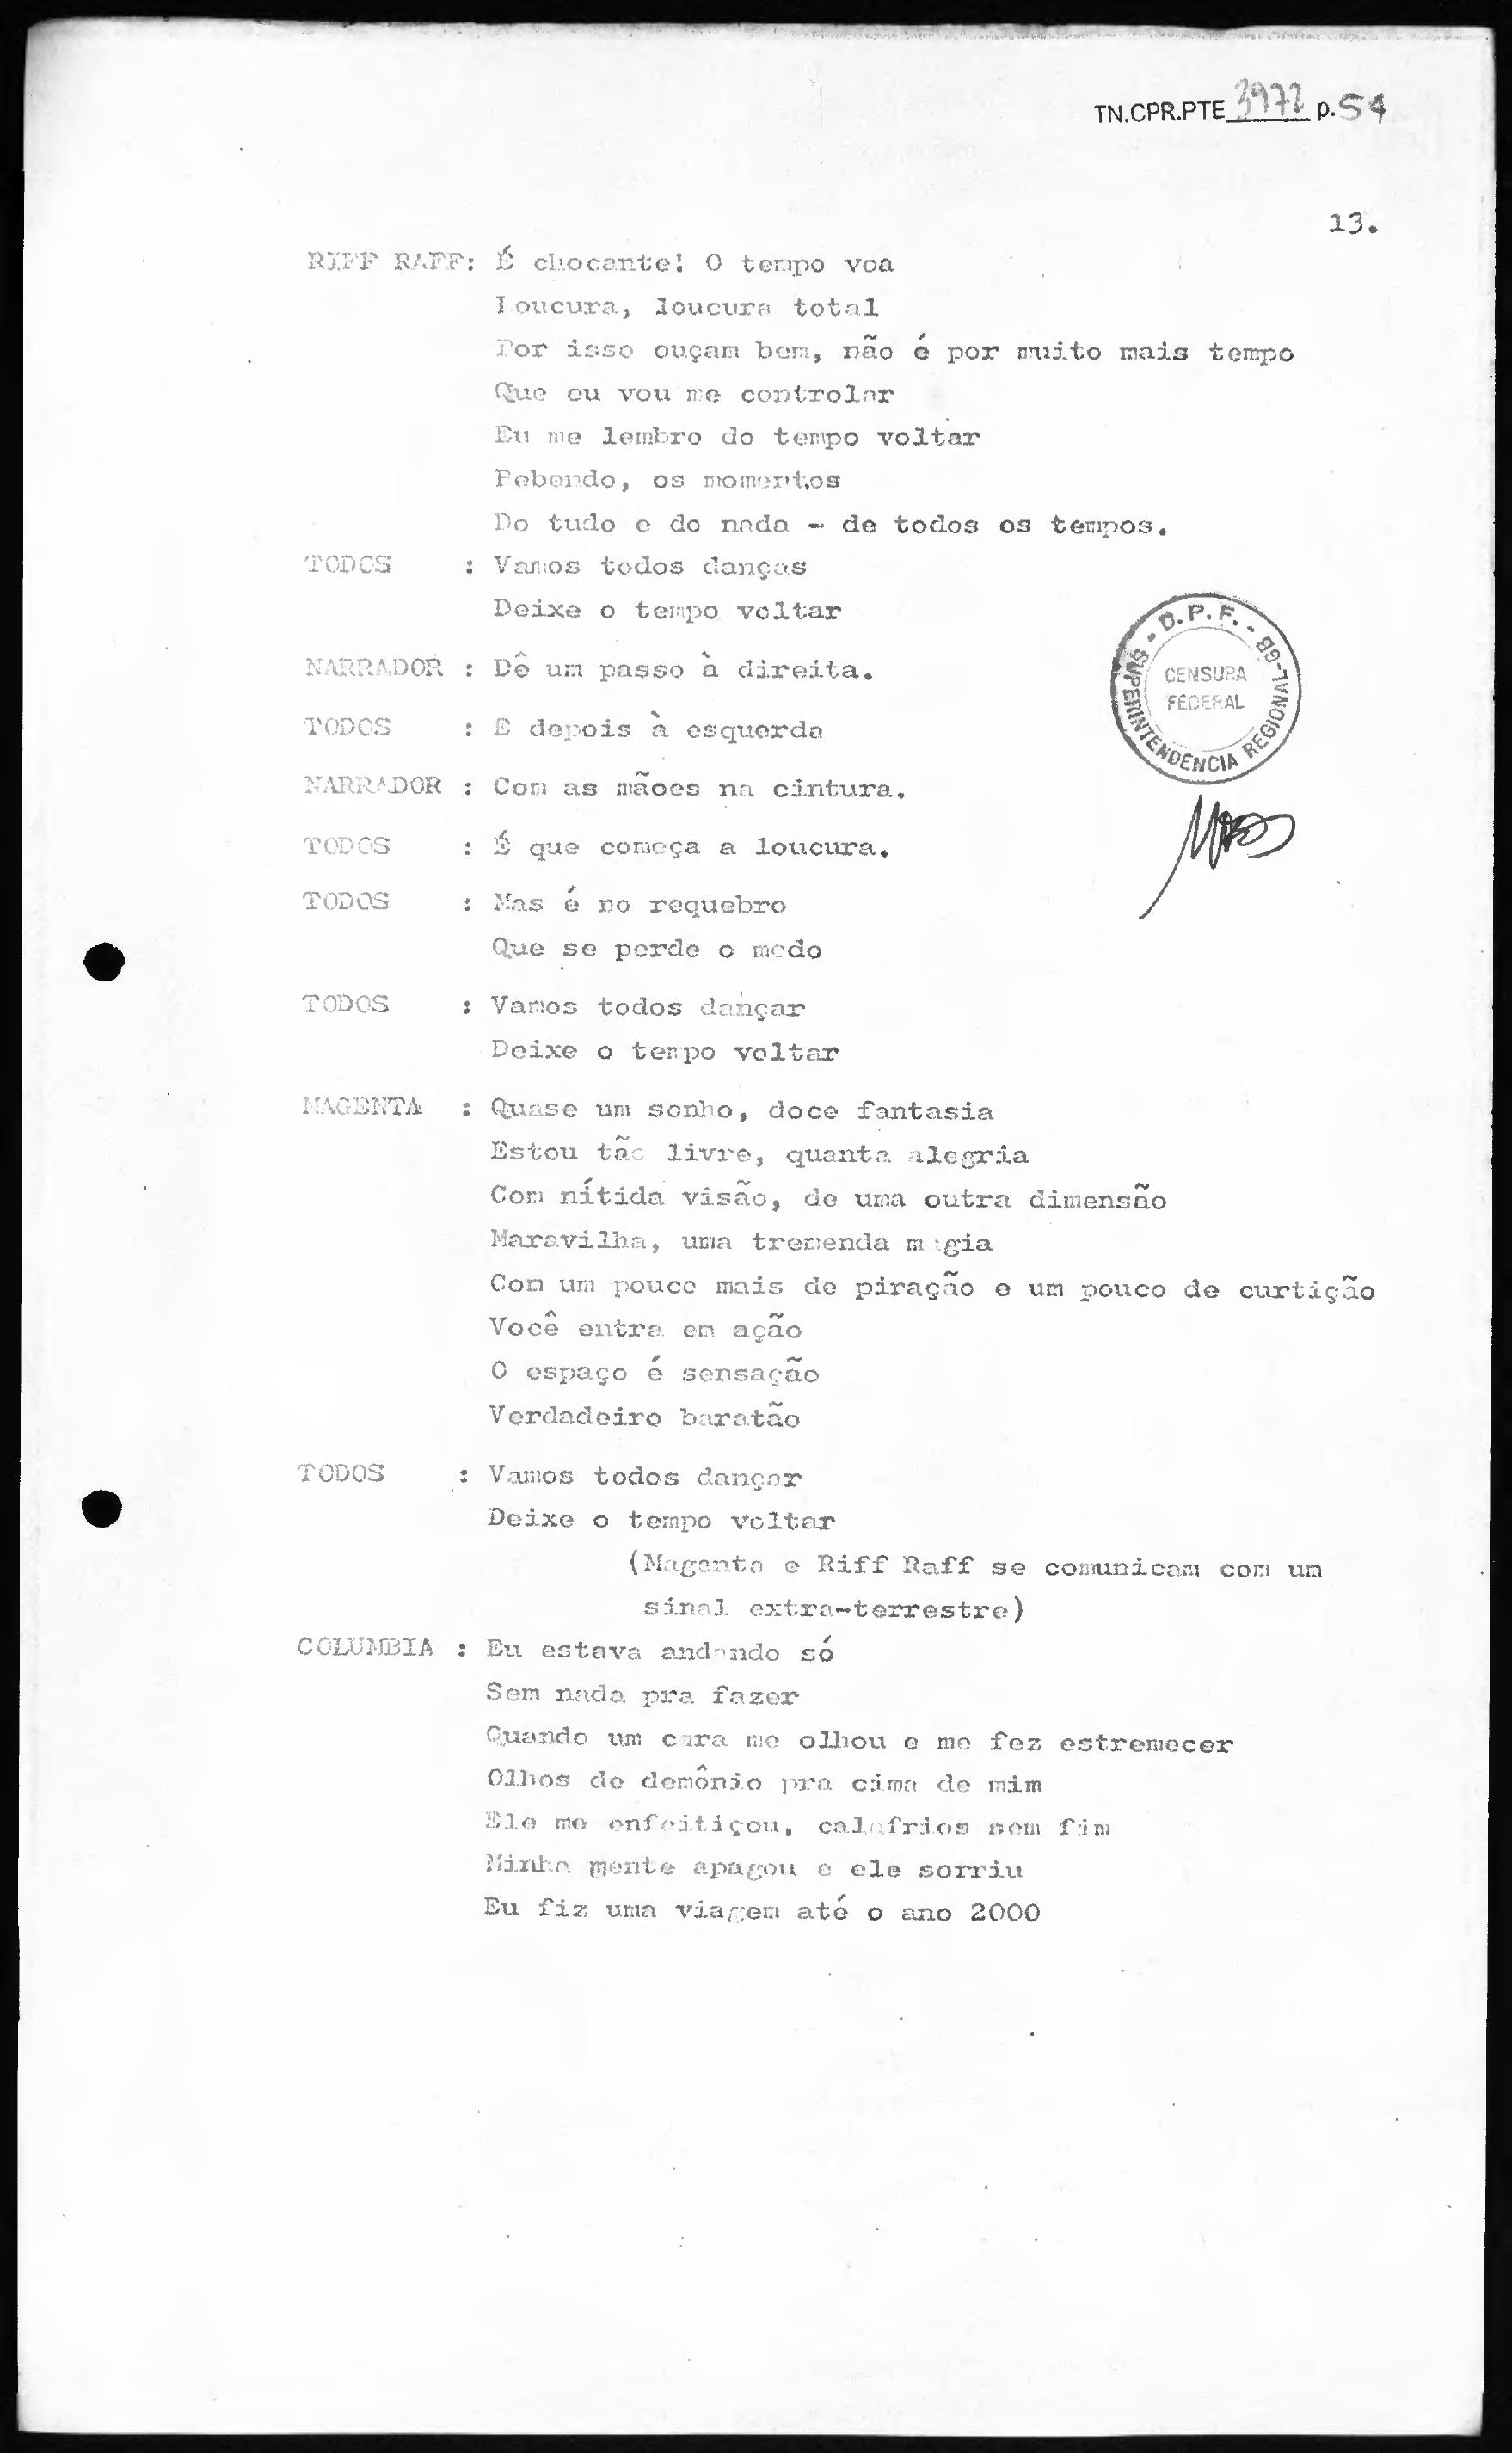 TN.CPR.PTE 3972 p.54
13.
RIFF RAFF: É chocante! O tempo voa
Loucura, loucura total
Por isso ouçam bem, não é por muito mais tempo
Que eu vou me controlar
Eu me lembro do tempo voltar
Bebendo, os momentos
Do tudo e do nada - de todos os tempos.
TODOS : Vamos todos danças
Deixe o tempo voltar
NARRADOR : Dê um passo à direita.
TODOS : E depois à esquerda
NARRADOR : Com as mãoes na cintura.
TODOS : É que começa a loucura.
TODOS : Mas é no requebro
Que se perde o medo
TODOS : Vamos todos dançar
Deixe o tempo voltar
MAGENTA : Quase um sonho, doce fantasia
Estou tão livre, quanta alegria
Com nítida visão, de uma outra dimensão
Maravilha, uma tremenda magia
Com um pouco mais de piração e um pouco de curtição
Você entra em ação
O espaço é sensação
Verdadeiro baratão
TODOS : Vamos todos dançar
Deixe o tempo voltar
(Magenta e Riff Raff se comunicam com um
sinal extra-terrestre)
COLUMBIA : Eu estava andando só
Sem nada pra fazer
Quando um cara me olhou e me fez estremecer
Olhos de demônio pra cima de mim
Ele me enfeitiçou, calafrios sem fim
Minha mente apagou e ele sorriu
Eu fiz uma viagem até o ano 2000
D.P.F. - SUPERINTENDENCIA REGIONAL-GB
CENSURA
FEDERAL